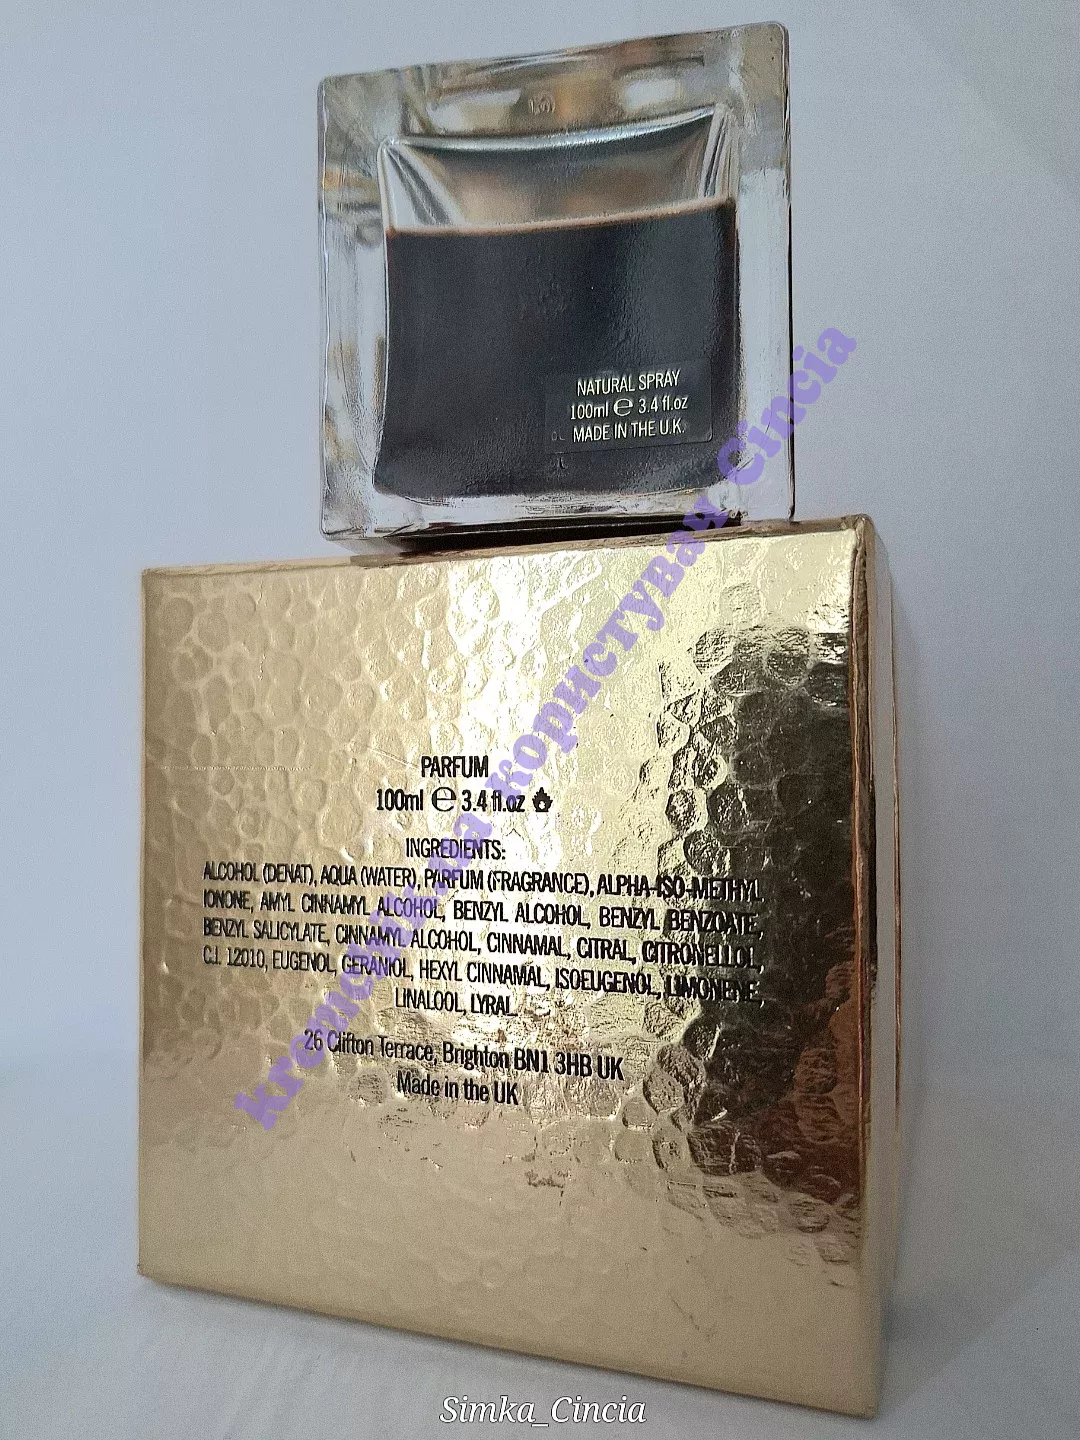 NATURAL SPRAY
100ml ℮ 3.4 fl.oz
MADE IN THE U.K.
PARFUM
100ml ℮ 3.4 fl.oz
INGREDIENTS:
ALCOHOL (DENAT), AQUA (WATER), PARFUM (FRAGRANCE), ALPHA-ISO-METHYL
IONONE, AMYL CINNAMYL ALCOHOL, BENZYL ALCOHOL, BENZYL BENZOATE,
BENZYL SALICYLATE, CINNAMYL ALCOHOL, CINNAMAL, CITRAL, CITRONELLOL,
C.I. 12010, EUGENOL, GERANIOL, HEXYL CINNAMAL, ISOEUGENOL, LIMONENE,
LINALOOL, LYRAL.
26 Clifton Terrace, Brighton BN1 3HB UK
Made in the UK
користувач Cincia
Simka_Cincia